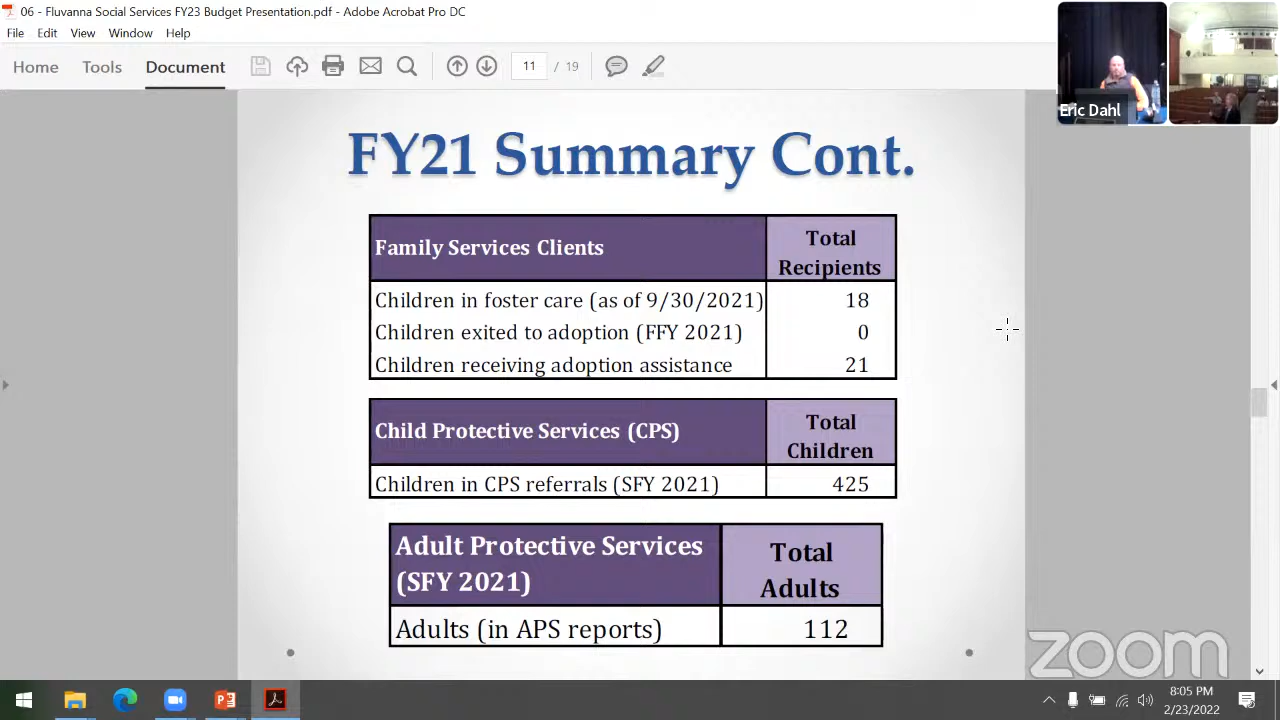 06 - Fluvanna Social Services FY23 Budget Presentation.pdf - Adobe Acrobat Pro DC
File Edit View Window Help
Home Tools Document 11 / 19
Eric Dahl
FY21 Summary Cont.
Family Services Clients
Total
Recipients
Children in foster care (as of 9/30/2021) 18
Children exited to adoption (FFY 2021) 0
Children receiving adoption assistance 21
Child Protective Services (CPS)
Total
Children
Children in CPS referrals (SFY 2021) 425
Adult Protective Services
(SFY 2021)
Total
Adults
Adults (in APS reports) 112
zoom
8:05 PM
2/23/2022